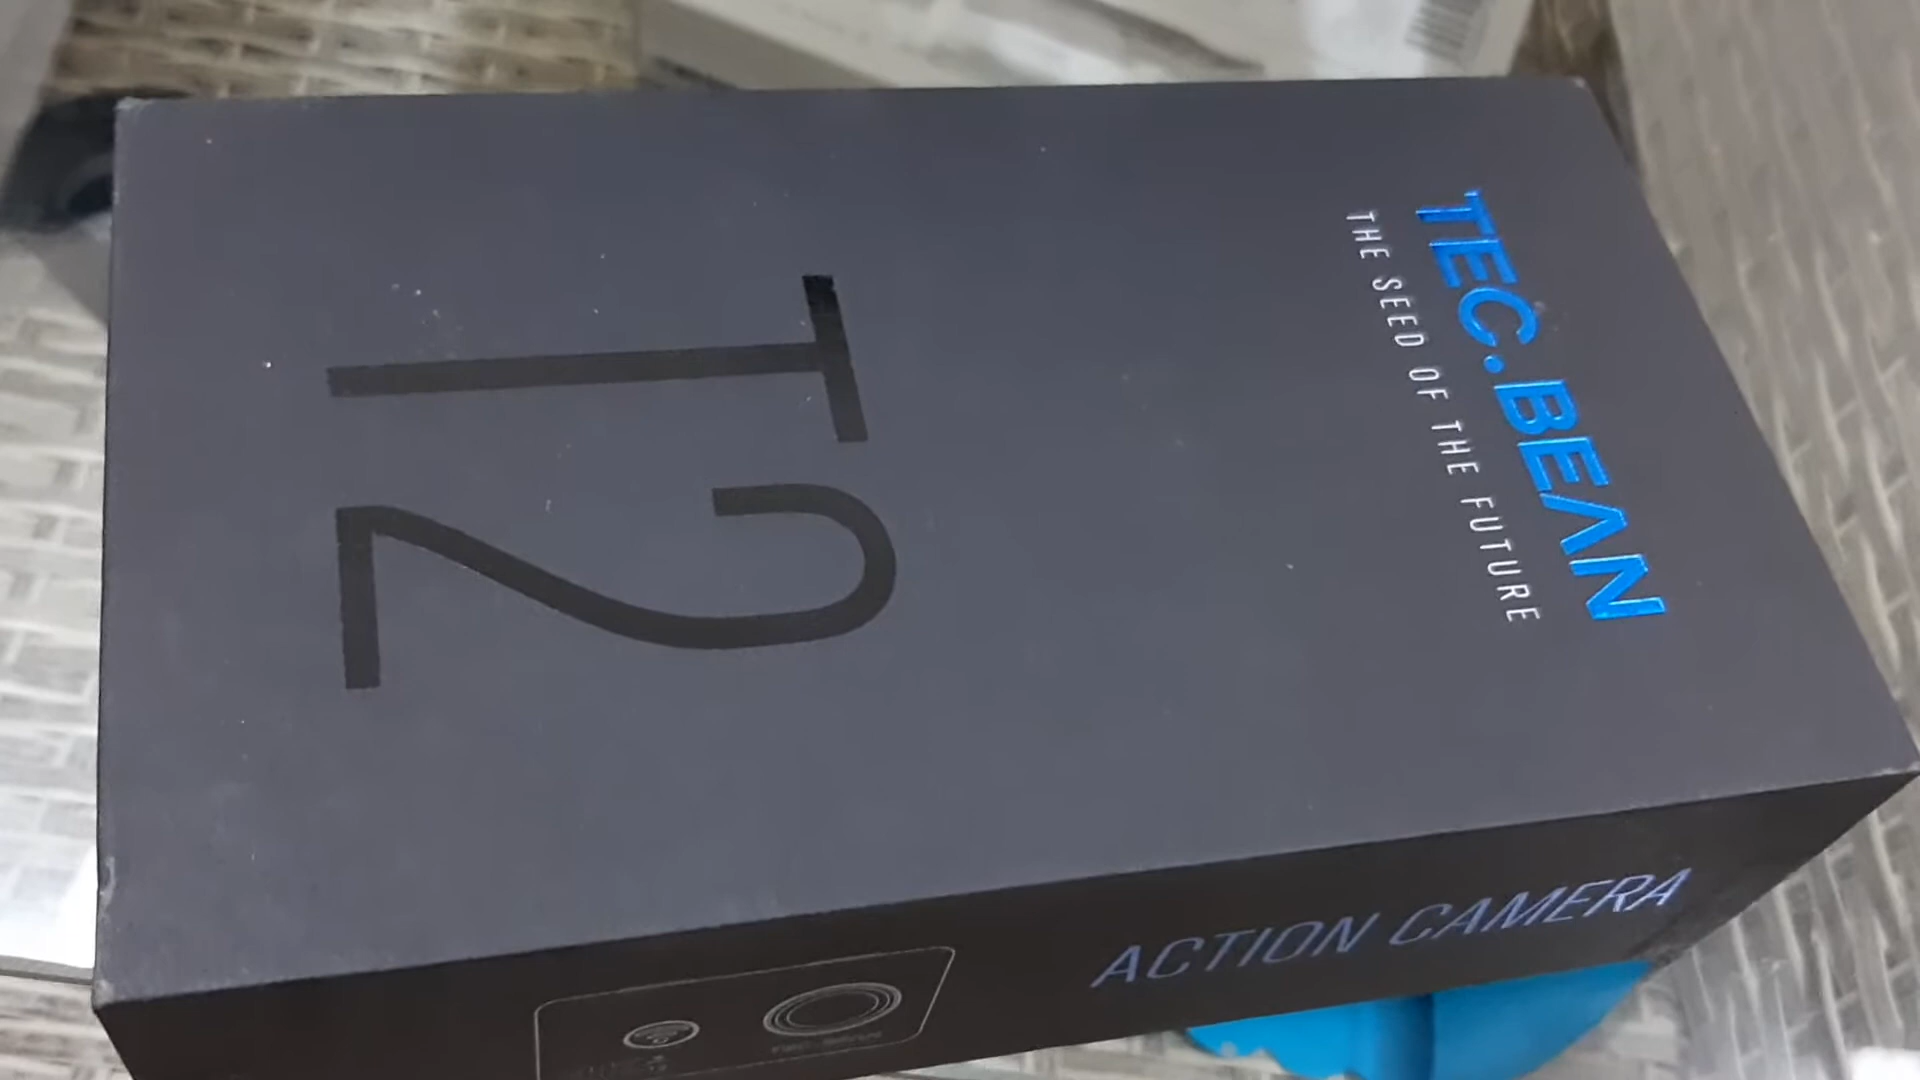 TEC.BEAN
THE SEED OF THE FUTURE
T2
ACTION CAMERA